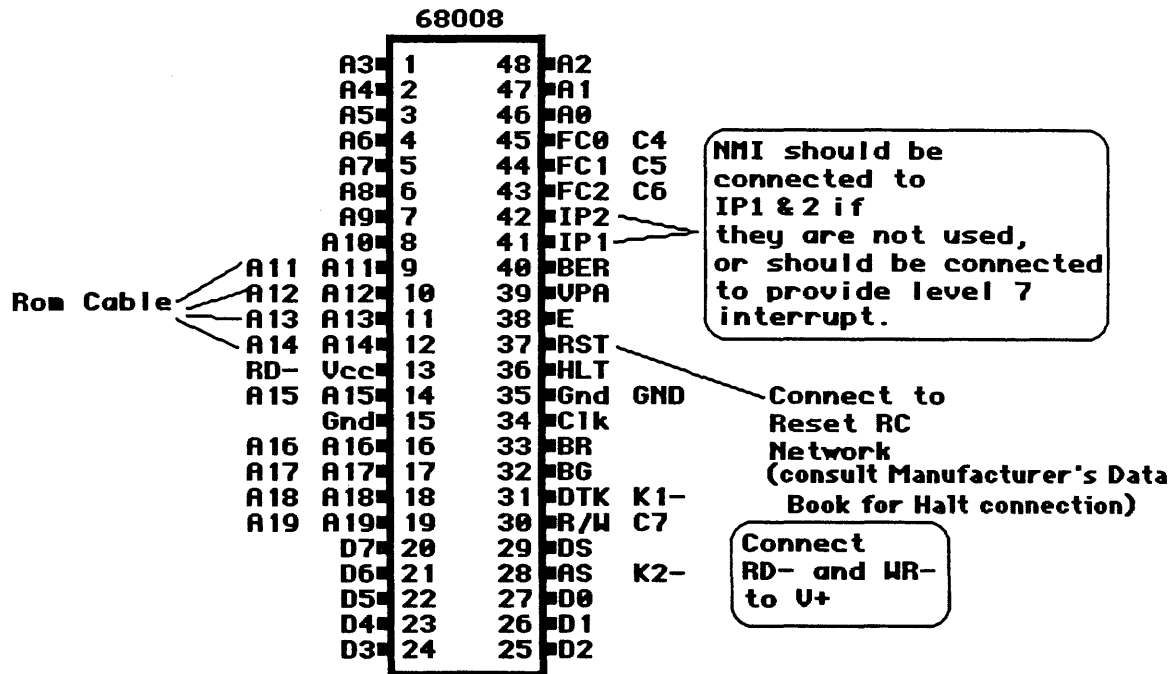 68008
A3 1 48 A2
A4 2 47 A1
A5 3 46 A0
A6 4 45 FC0 C4
A7 5 44 FC1 C5
A8 6 43 FC2 C6
A9 7 42 IP2
A10 8 41 IP1
A11 A11 9 40 BER
A12 A12 10 39 VPA
A13 A13 11 38 E
A14 A14 12 37 RST
RD- Vcc 13 36 HLT
A15 A15 14 35 Gnd GND
Gnd 15 34 Clk
A16 A16 16 33 BR
A17 A17 17 32 BG
A18 A18 18 31 DTK K1-
A19 A19 19 30 R/W C7
D7 20 29 DS
D6 21 28 AS K2-
D5 22 27 D0
D4 23 26 D1
D3 24 25 D2
Rom Cable
NMI should be
connected to
IP1 & 2 if
they are not used,
or should be connected
to provide level 7
interrupt.
Connect to
Reset RC
Network
(consult Manufacturer's Data
Book for Halt connection)
Connect
RD- and WR-
to V+